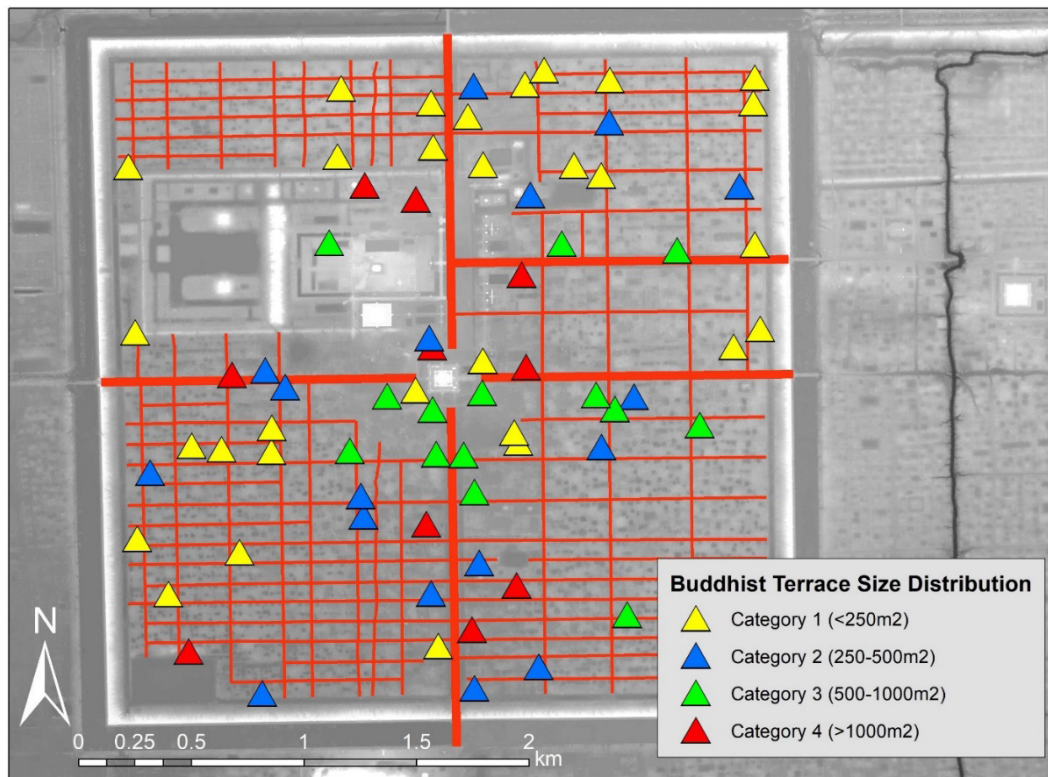 Buddhist Terrace Size Distribution
Category 1 (<250m2)
Category 2 (250-500m2)
Category 3 (500-1000m2)
Category 4 (>1000m2)
N
0 0.25 0.5 1 1.5 2
km